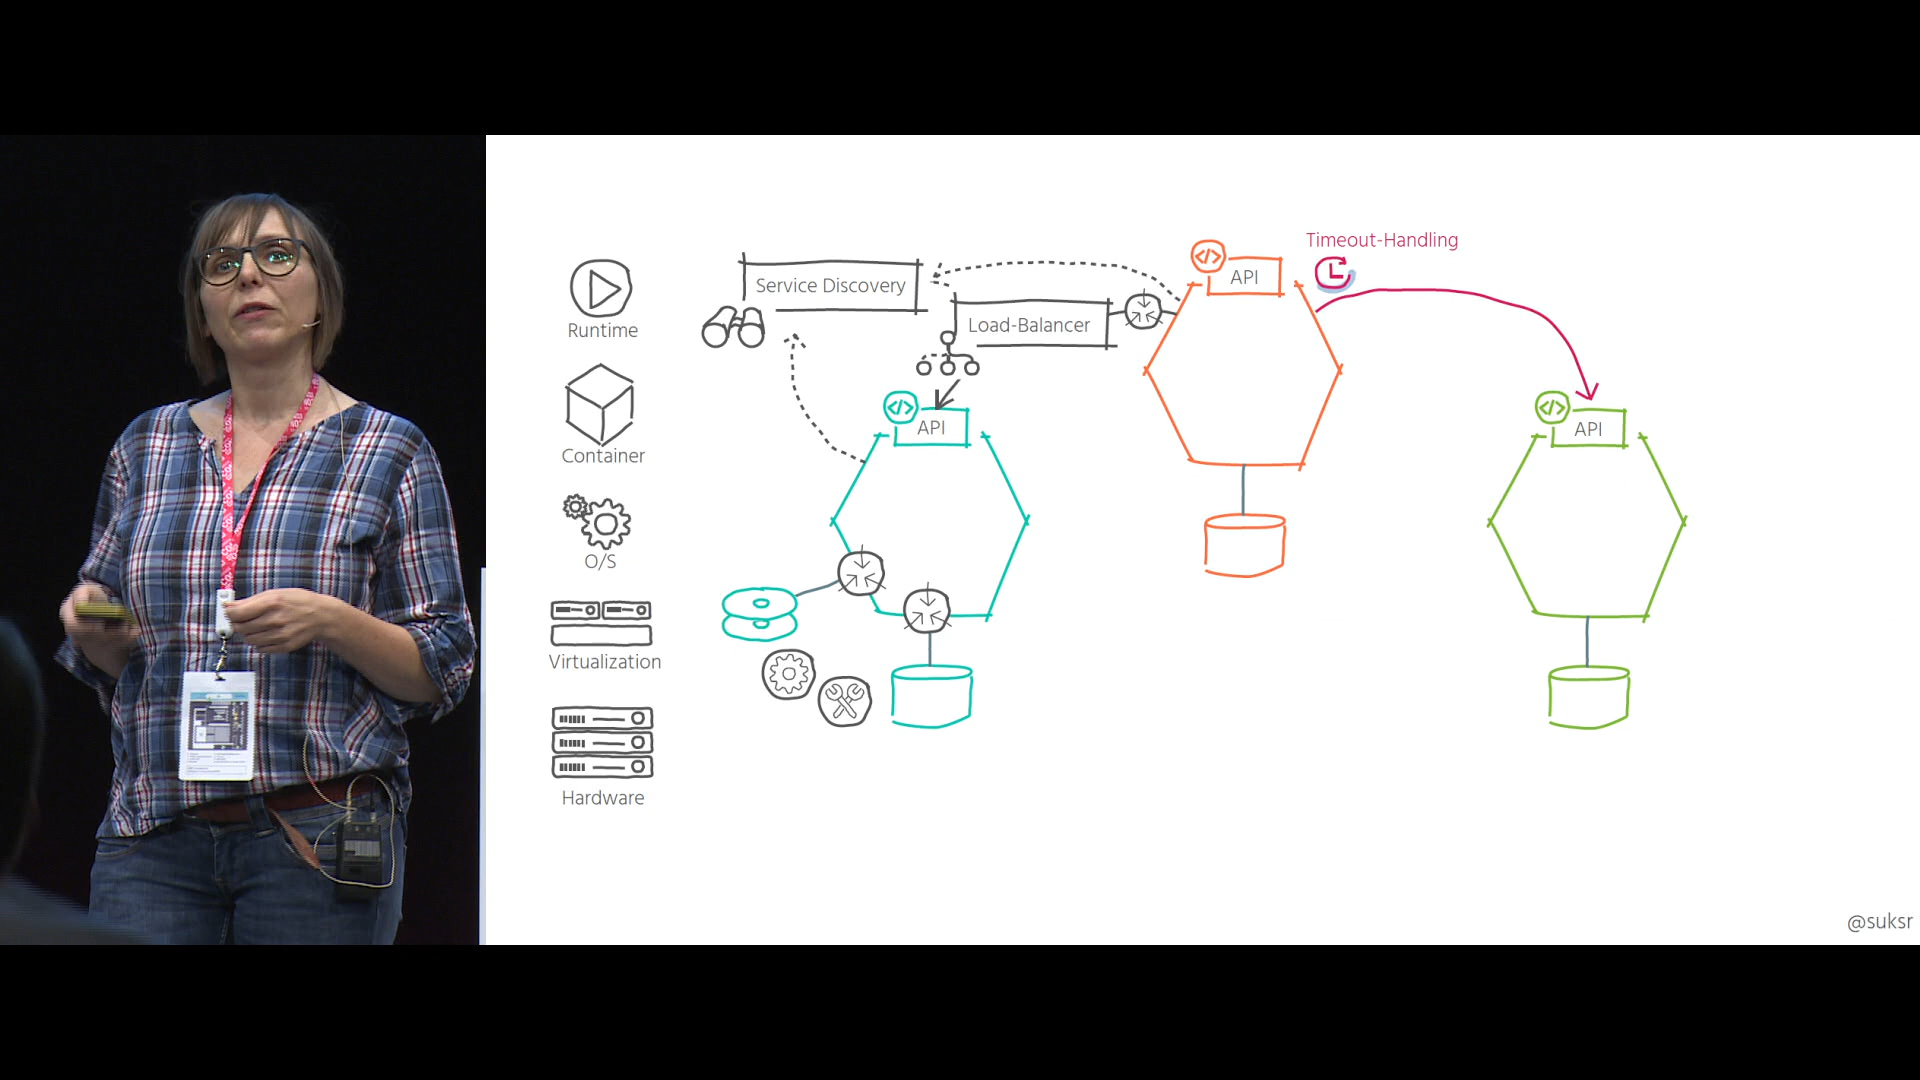 Timeout-Handling
API
Service Discovery
Load-Balancer
Runtime
API
API
Container
O/S
Virtualization
Hardware
@suksr